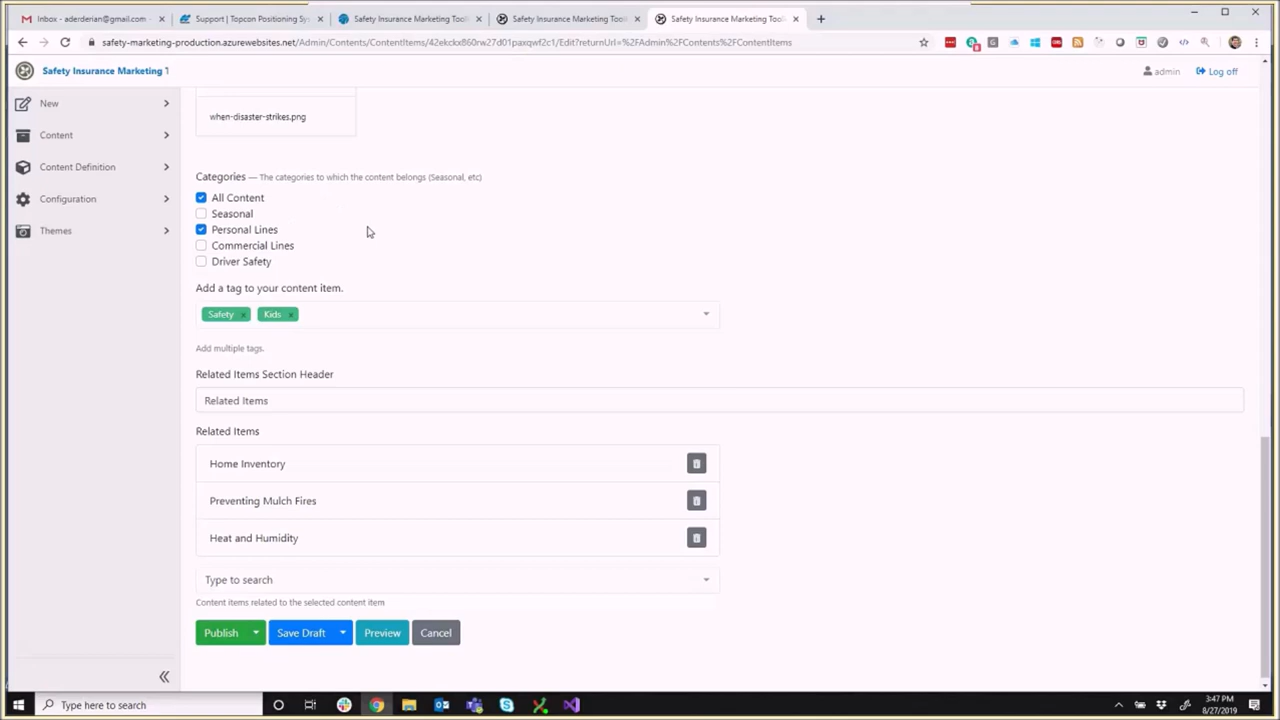 Inbox - aderderian@gmail.com
Support | Topcon Positioning Sy
Safety Insurance Marketing Tool
Safety Insurance Marketing Tool
Safety Insurance Marketing Tool
safety-marketing-production.azurewebsites.net/Admin/Contents/ContentItems/42ekckx860rw27d01paxqwf2c1/Edit?returnUrl=%2FAdmin%2FContents%2FContentItems
Safety Insurance Marketing 1
admin
Log off
New
Content
Content Definition
Configuration
Themes
when-disaster-strikes.png
Categories — The categories to which the content belongs (Seasonal, etc)
All Content
Seasonal
Personal Lines
Commercial Lines
Driver Safety
Add a tag to your content item.
Safety × Kids ×
Add multiple tags.
Related Items Section Header
Related Items
Related Items
Home Inventory
Preventing Mulch Fires
Heat and Humidity
Type to search
Content items related to the selected content item
Publish Save Draft Preview Cancel
Type here to search
3:47 PM
8/27/2019